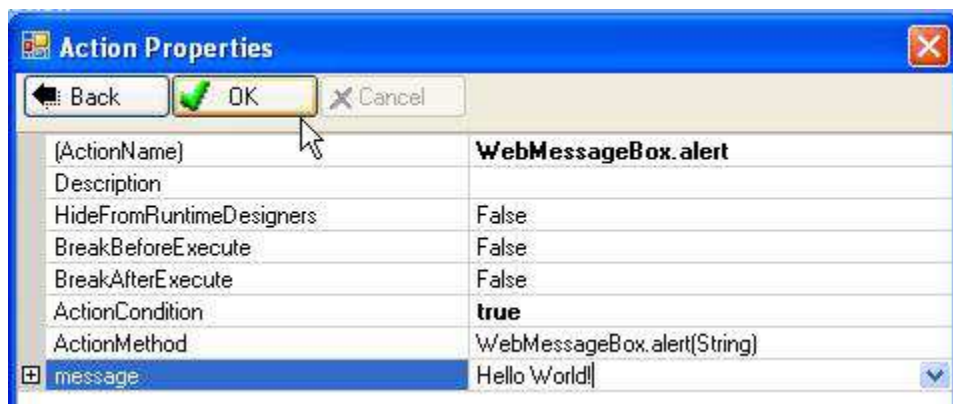 Action Properties
Back OK Cancel
(ActionName) WebMessageBox.alert
Description
HideFromRuntimeDesigners False
BreakBeforeExecute False
BreakAfterExecute False
ActionCondition true
ActionMethod WebMessageBox.alert(String)
message Hello World!